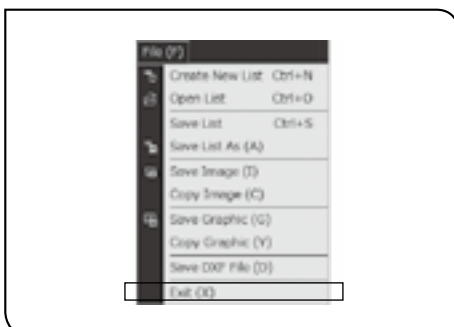 File (F)
Create New List Ctrl+N
Open List Ctrl+O
Save List Ctrl+S
Save List As (A)
Save Image (I)
Copy Image (C)
Save Graphic (G)
Copy Graphic (Y)
Save DXF File (D)
Exit (X)